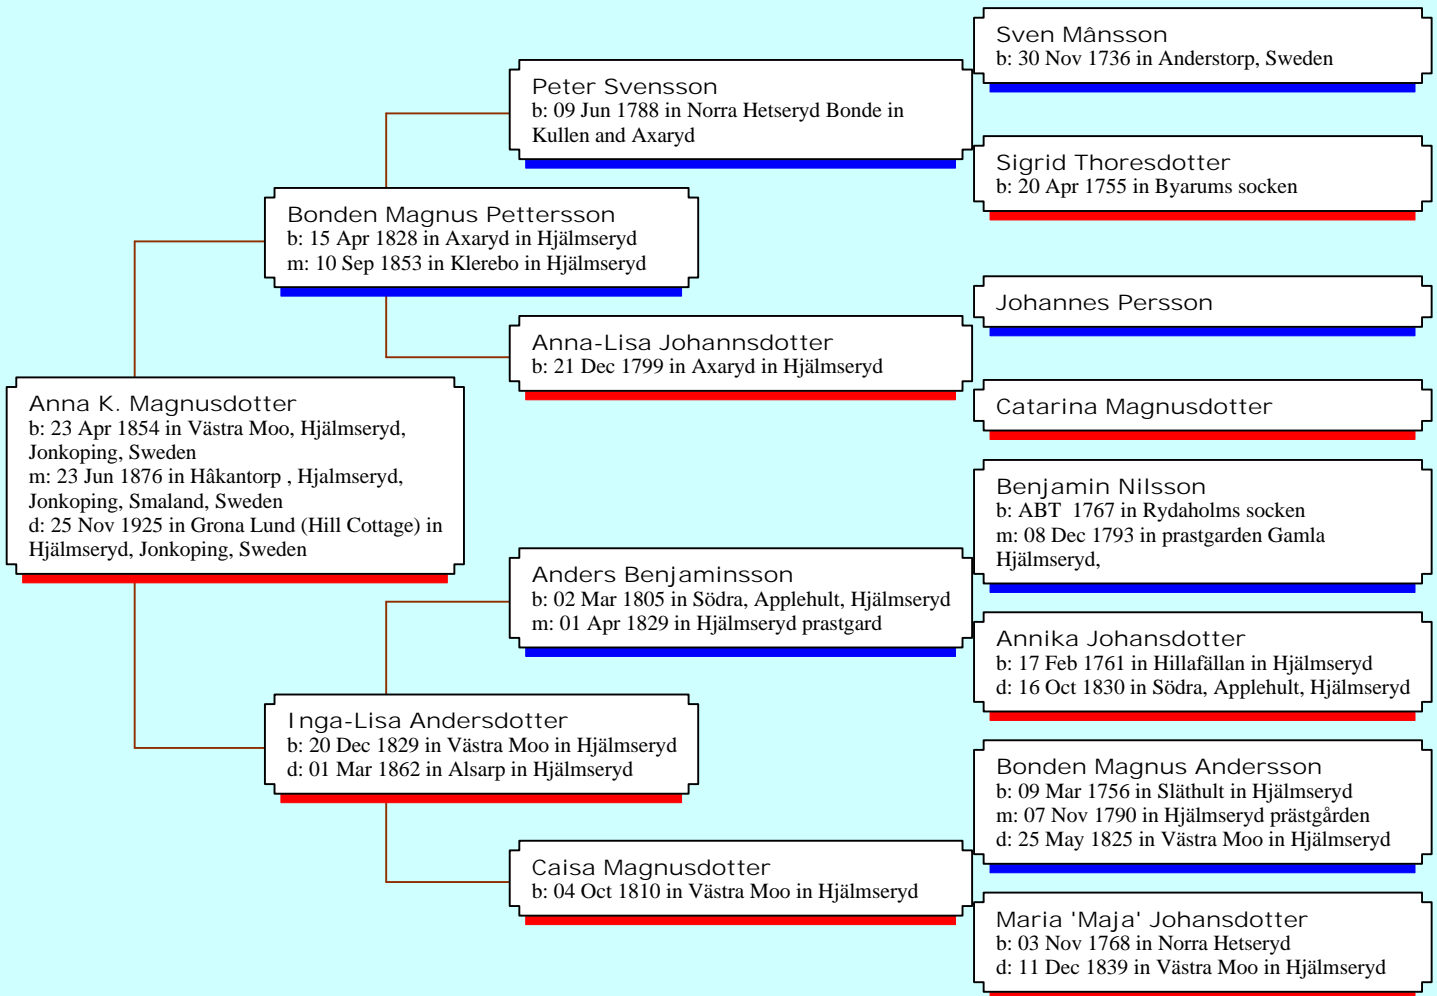 Sven Mânsson
b: 30 Nov 1736 in Anderstorp, Sweden
Peter Svensson
b: 09 Jun 1788 in Norra Hetseryd Bonde in
Kullen and Axaryd
Sigrid Thoresdotter
b: 20 Apr 1755 in Byarums socken
Bonden Magnus Pettersson
b: 15 Apr 1828 in Axaryd in Hjälmseryd
m: 10 Sep 1853 in Klerebo in Hjälmseryd
Johannes Persson
Anna-Lisa Johannsdotter
b: 21 Dec 1799 in Axaryd in Hjälmseryd
Catarina Magnusdotter
Anna K. Magnusdotter
b: 23 Apr 1854 in Västra Moo, Hjälmseryd,
Jonkoping, Sweden
m: 23 Jun 1876 in Hâkantorp , Hjalmseryd,
Jonkoping, Smaland, Sweden
d: 25 Nov 1925 in Grona Lund (Hill Cottage) in
Hjälmseryd, Jonkoping, Sweden
Benjamin Nilsson
b: ABT  1767 in Rydaholms socken
m: 08 Dec 1793 in prastgarden Gamla
Hjälmseryd,
Anders Benjaminsson
b: 02 Mar 1805 in Södra, Applehult, Hjälmseryd
m: 01 Apr 1829 in Hjälmseryd prastgard
Annika Johansdotter
b: 17 Feb 1761 in Hillafällan in Hjälmseryd
d: 16 Oct 1830 in Södra, Applehult, Hjälmseryd
Inga-Lisa Andersdotter
b: 20 Dec 1829 in Västra Moo in Hjälmseryd
d: 01 Mar 1862 in Alsarp in Hjälmseryd
Bonden Magnus Andersson
b: 09 Mar 1756 in Släthult in Hjälmseryd
m: 07 Nov 1790 in Hjälmseryd prästgården
d: 25 May 1825 in Västra Moo in Hjälmseryd
Caisa Magnusdotter
b: 04 Oct 1810 in Västra Moo in Hjälmseryd
Maria 'Maja' Johansdotter
b: 03 Nov 1768 in Norra Hetseryd
d: 11 Dec 1839 in Västra Moo in Hjälmseryd